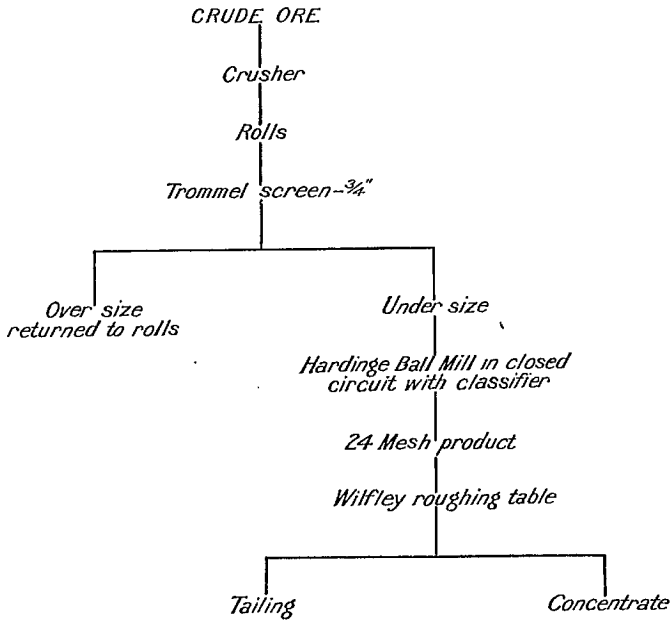 CRUDE ORE
Crusher
Rolls
Trommel screen-3/4"
Over size
returned to rolls
Under size
Hardinge Ball Mill in closed
circuit with classifier
24 Mesh product
Wilfley roughing table
Tailing
Concentrate